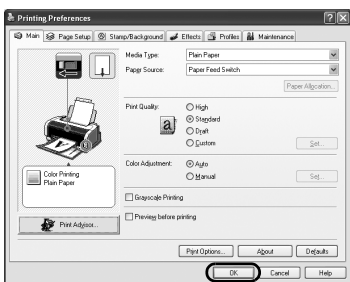 Printing Preferences
Main Page Setup Stamp/Background Effects Profiles Maintenance
Media Type: Plain Paper
Paper Source: Paper Feed Switch
Paper Allocation...
Print Quality: High
Standard
Draft
Custom Set...
Color Adjustment: Auto
Manual Set...
Color Printing
Plain Paper
Grayscale Printing
Preview before printing
Print Advisor...
Print Options... About Defaults
OK Cancel Help